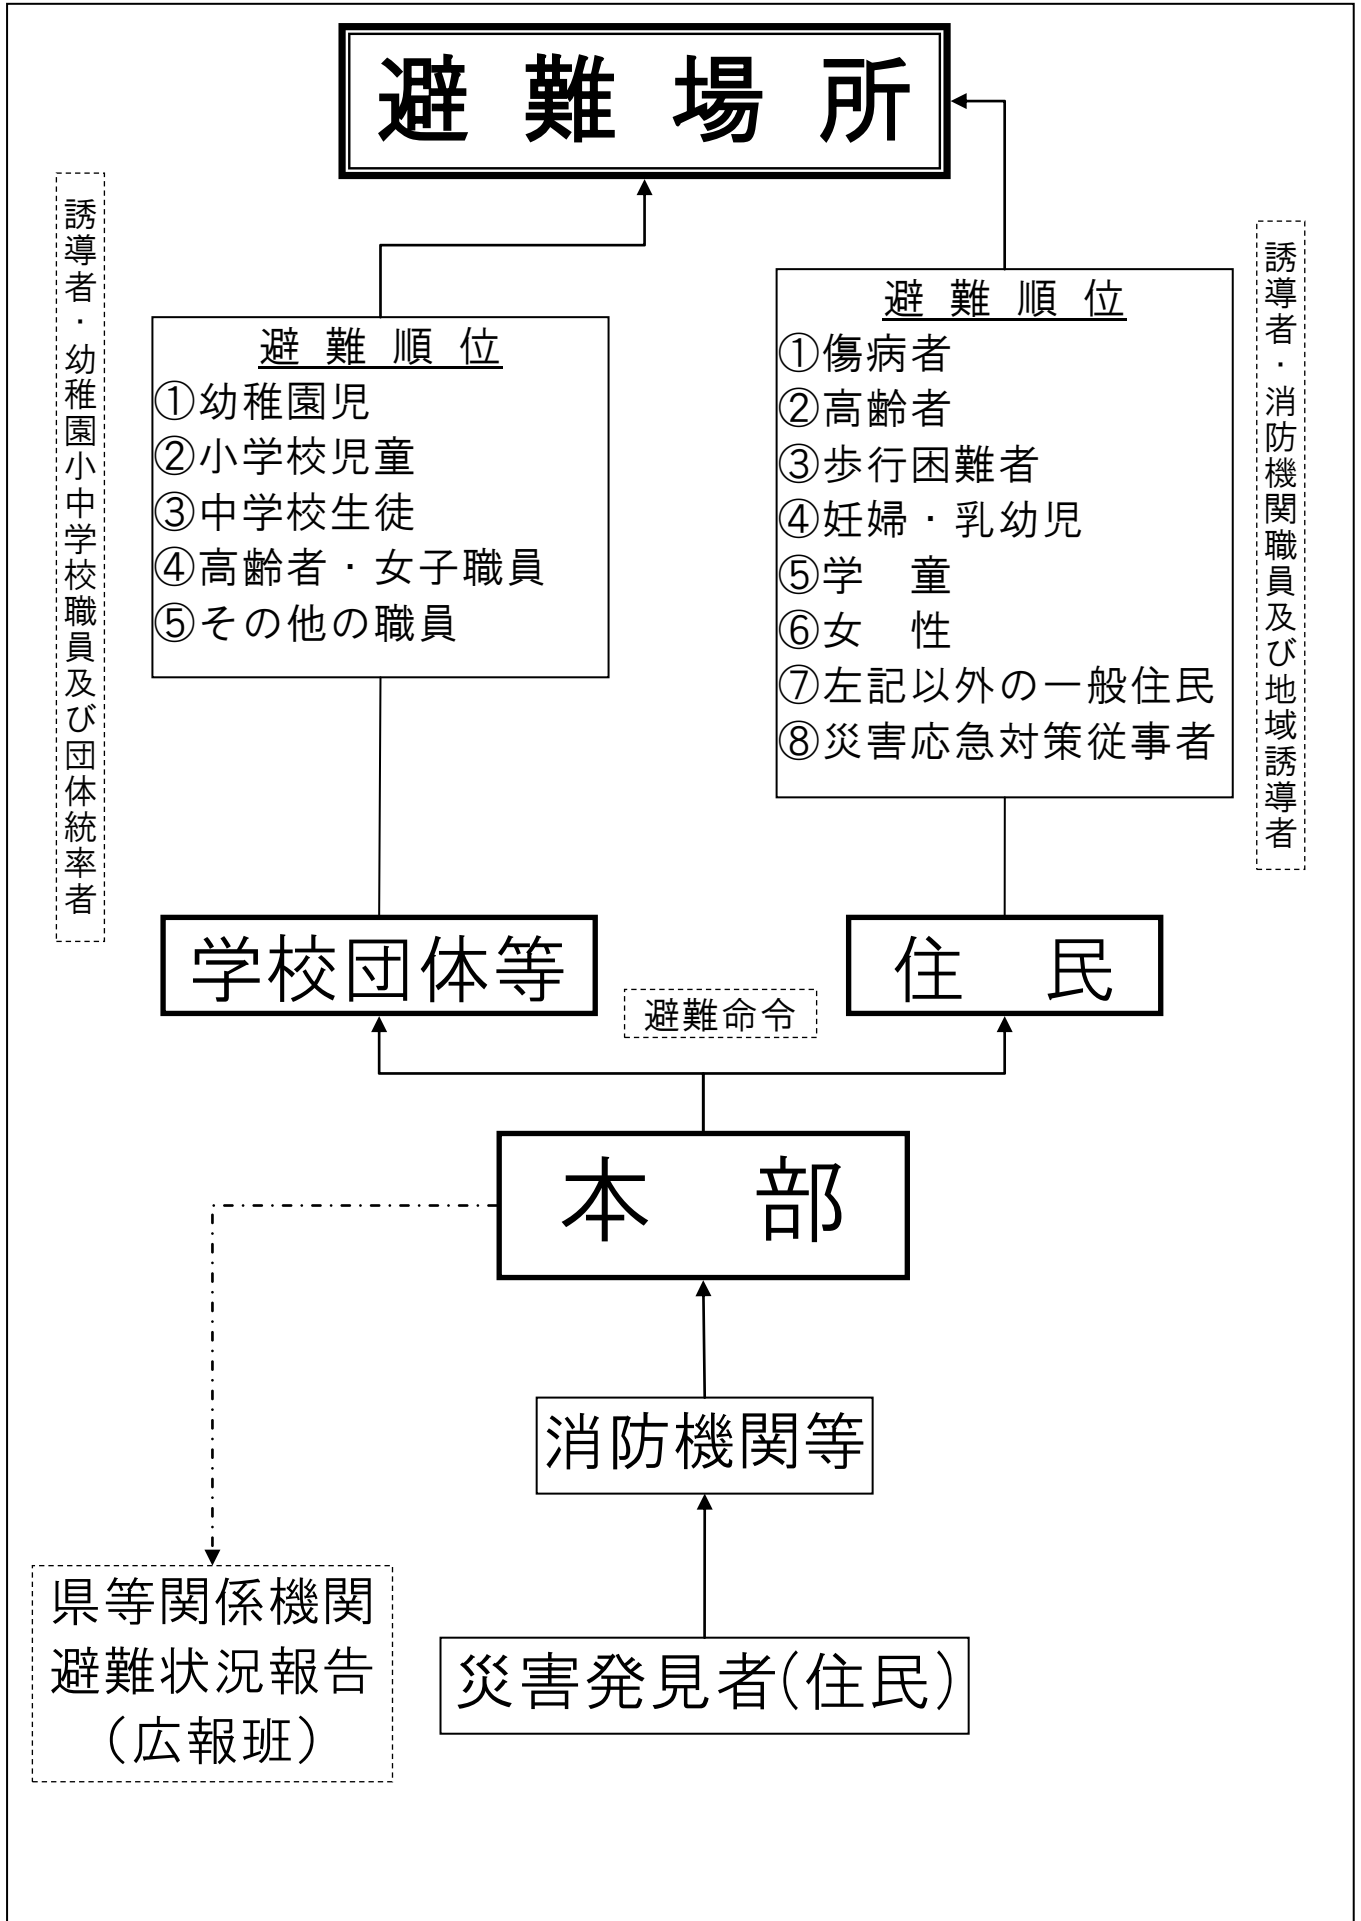 避 難 場 所
誘導者・幼稚園小中学校職員及び団体統率者
避 難 順 位
①幼稚園児
②小学校児童
③中学校生徒
④高齢者・女子職員
⑤その他の職員
避 難 順 位
①傷病者
②高齢者
③歩行困難者
④妊婦・乳幼児
⑤学　童
⑥女　性
⑦左記以外の一般住民
⑧災害応急対策従事者
誘導者・消防機関職員及び地域誘導者
学校団体等
住　民
避難命令
本　部
消防機関等
県等関係機関
避難状況報告
（広報班）
災害発見者(住民)